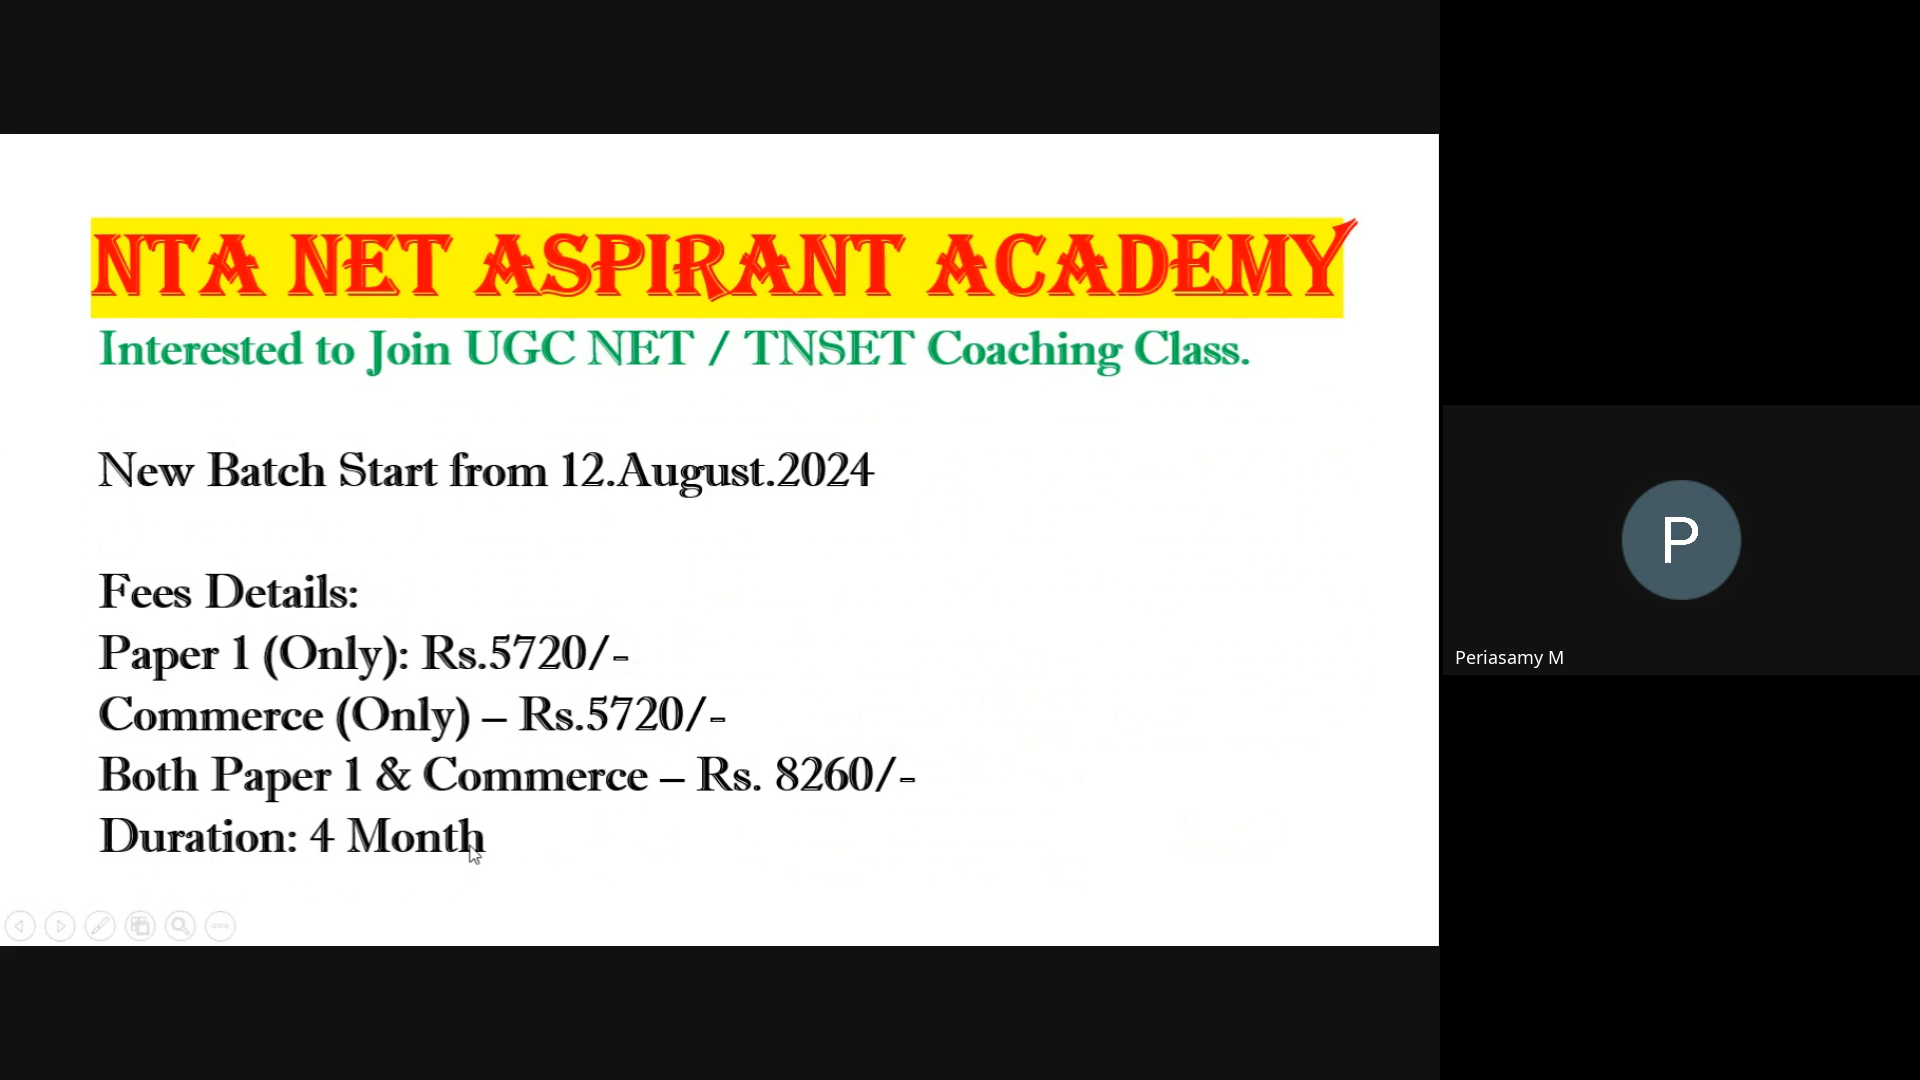 NTA NET ASPIRANT ACADEMY
Interested to Join UGC NET / TNSET Coaching Class.
New Batch Start from 12.August.2024
Fees Details:
Paper 1 (Only): Rs.5720/-
Commerce (Only) – Rs.5720/-
Both Paper 1 & Commerce – Rs. 8260/-
Duration: 4 Month
P
Periasamy M